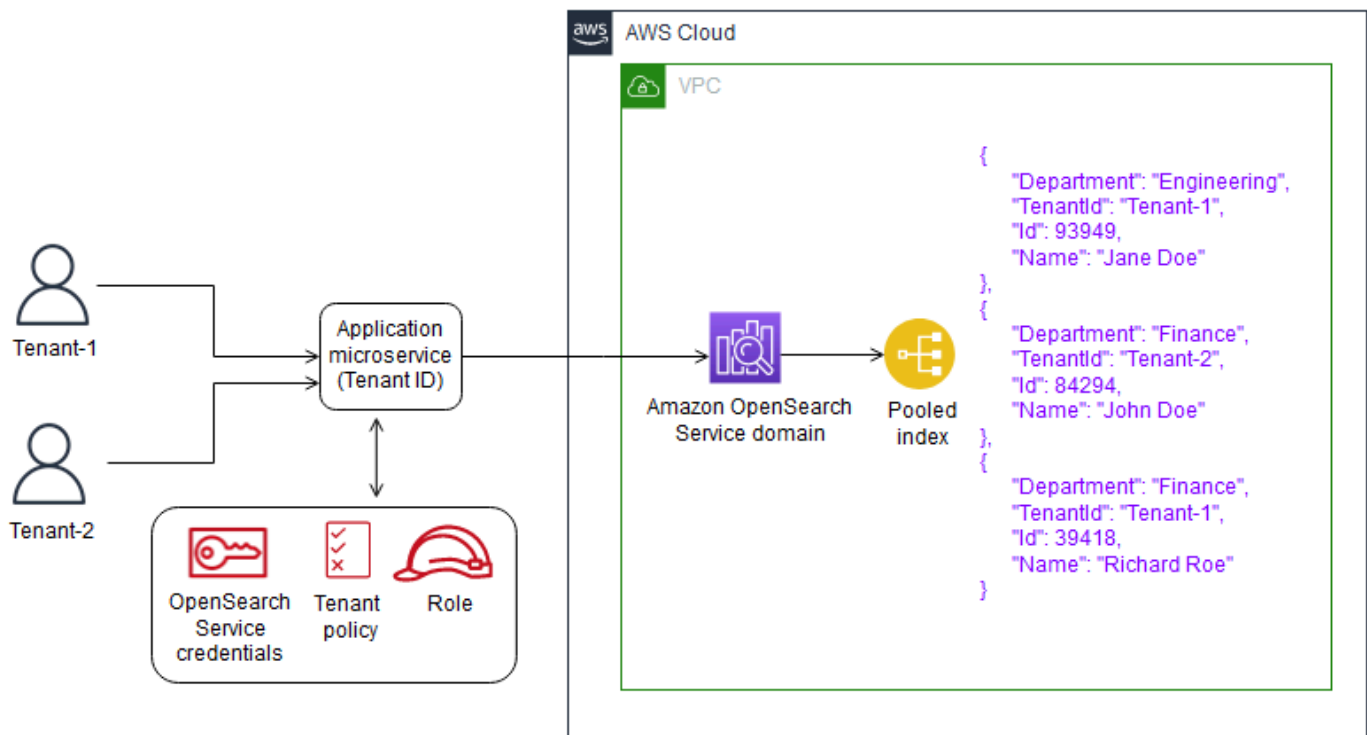 aws
AWS Cloud
VPC
{
"Department": "Engineering",
"TenantId": "Tenant-1",
"Id": 93949,
"Name": "Jane Doe"
},
{
"Department": "Finance",
"TenantId": "Tenant-2",
"Id": 84294,
"Name": "John Doe"
},
{
"Department": "Finance",
"TenantId": "Tenant-1",
"Id": 39418,
"Name": "Richard Roe"
}
Tenant-1
Application
microservice
(Tenant ID)
Amazon OpenSearch
Service domain
Pooled
index
Tenant-2
OpenSearch
Service
credentials
Tenant
policy
Role